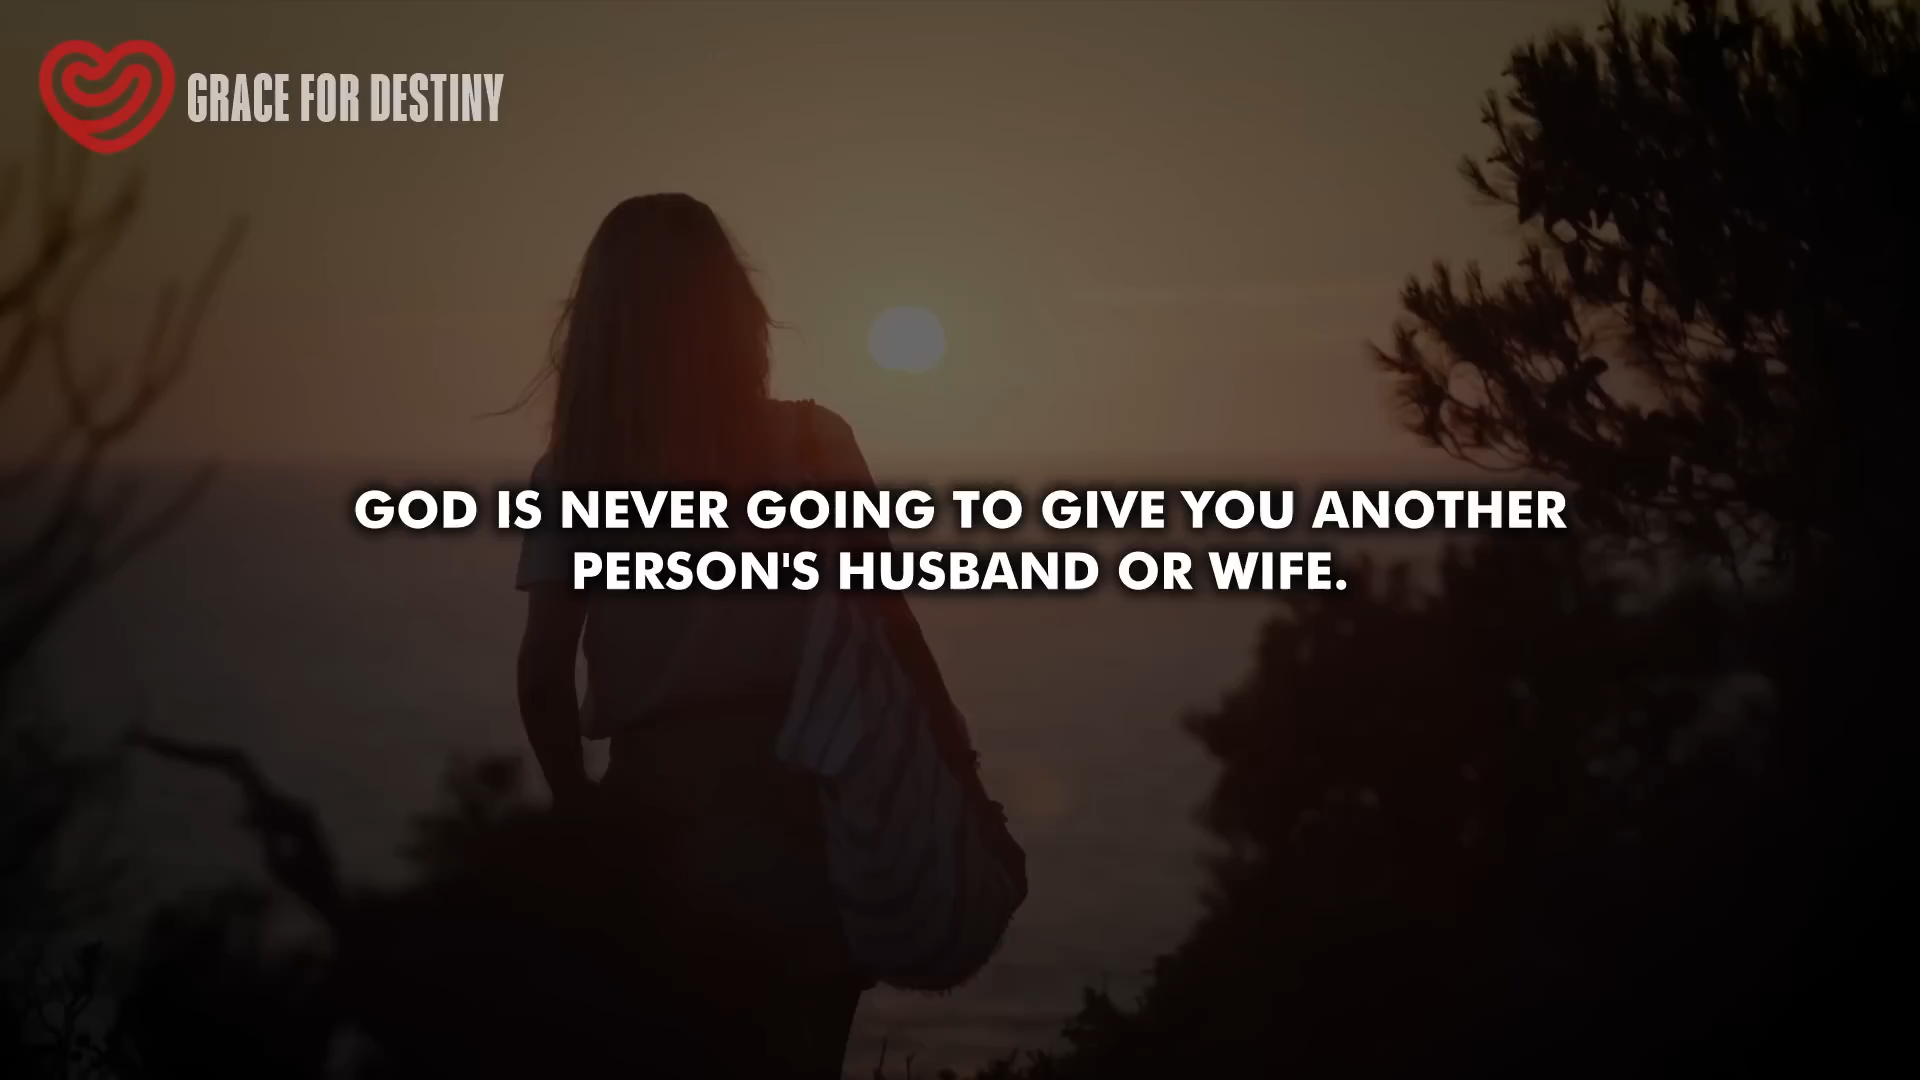 GRACE FOR DESTINY
GOD IS NEVER GOING TO GIVE YOU ANOTHER
PERSON'S HUSBAND OR WIFE.